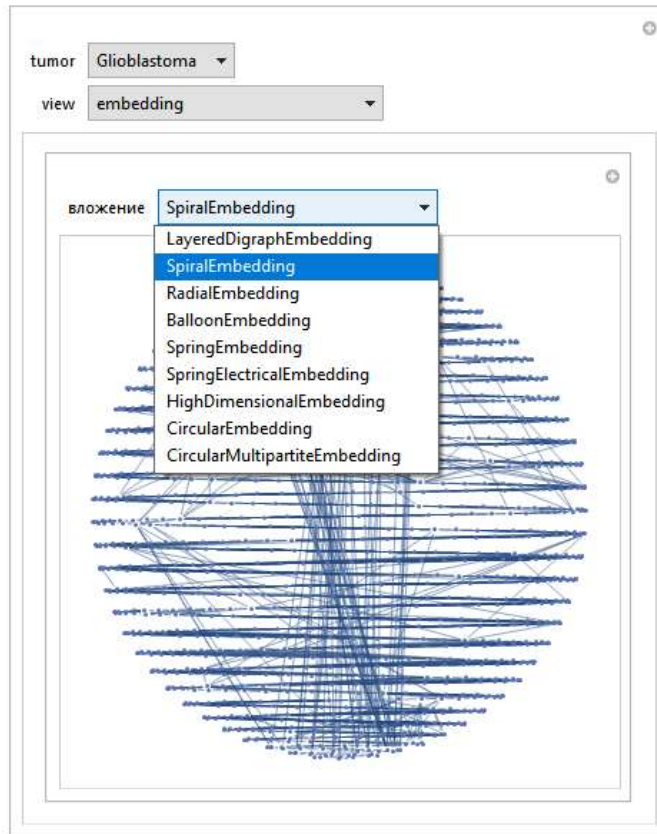 tumor Glioblastoma
view embedding
вложение SpiralEmbedding
LayeredDigraphEmbedding
SpiralEmbedding
RadialEmbedding
BalloonEmbedding
SpringEmbedding
SpringElectricalEmbedding
HighDimensionalEmbedding
CircularEmbedding
CircularMultipartiteEmbedding